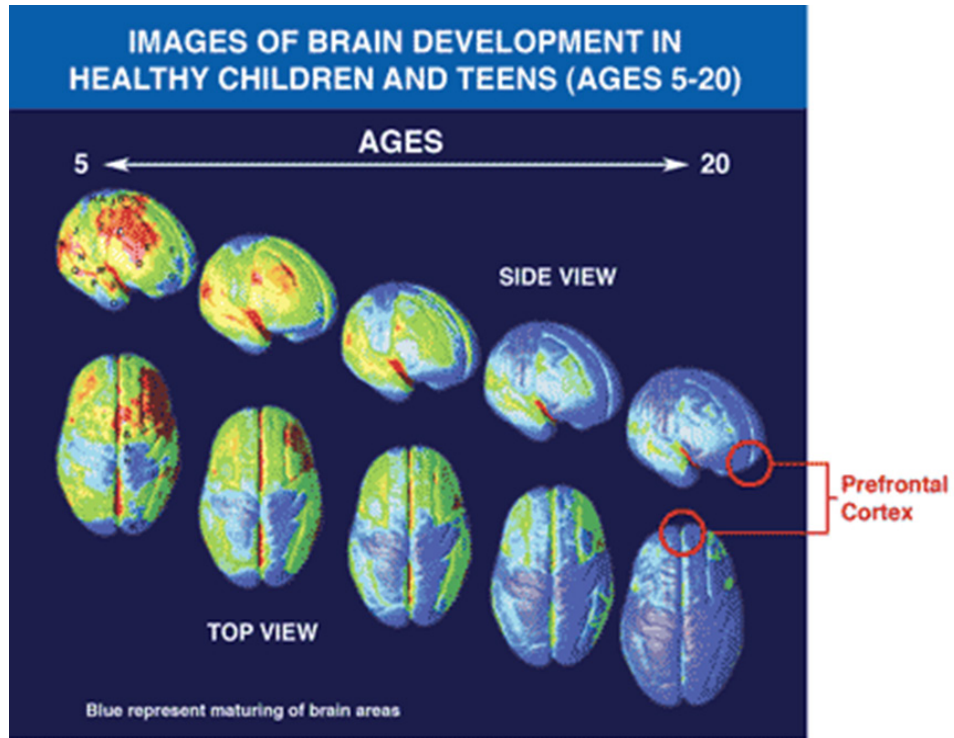 IMAGES OF BRAIN DEVELOPMENT IN
HEALTHY CHILDREN AND TEENS (AGES 5-20)
AGES
5
20
SIDE VIEW
Prefrontal
Cortex
TOP VIEW
Blue represent maturing of brain areas